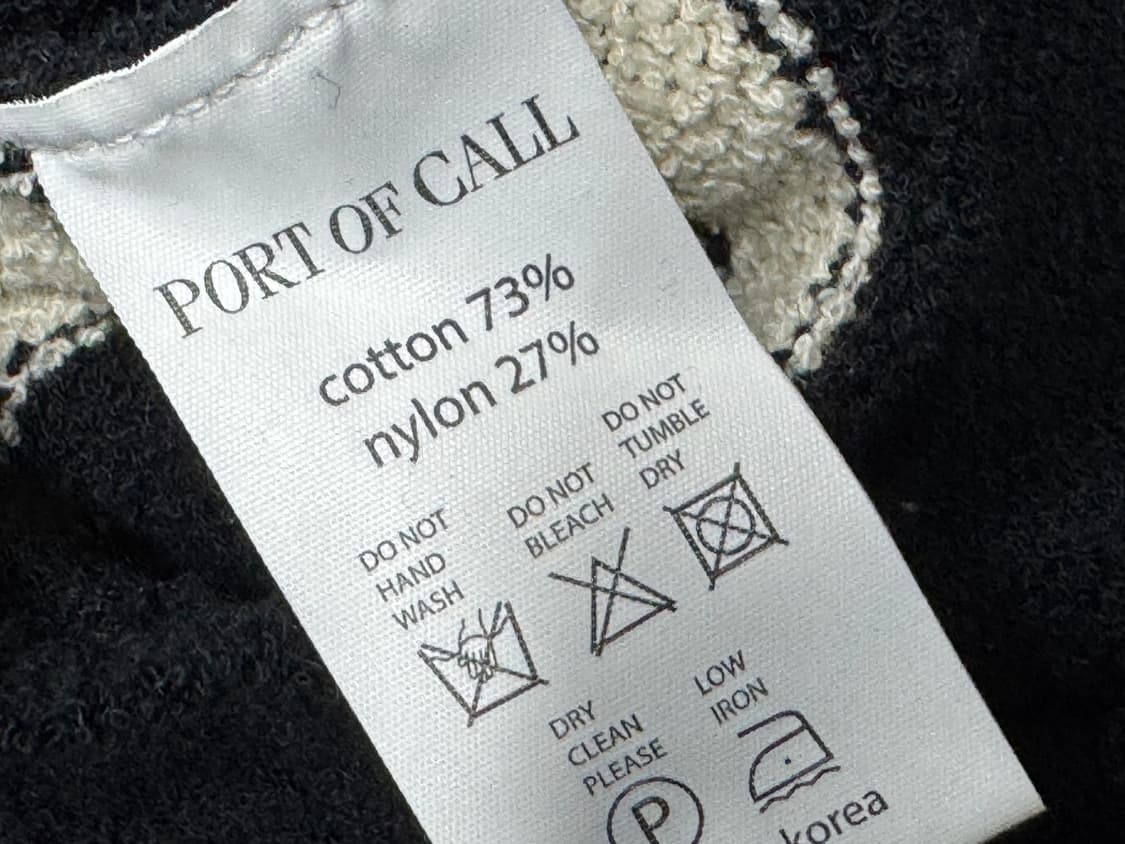 PORT OF CALL
cotton 73%
nylon 27%
DO NOT
HAND
WASH
DO NOT
BLEACH
DO NOT
TUMBLE
DRY
DRY
CLEAN
PLEASE
P
LOW
IRON
korea